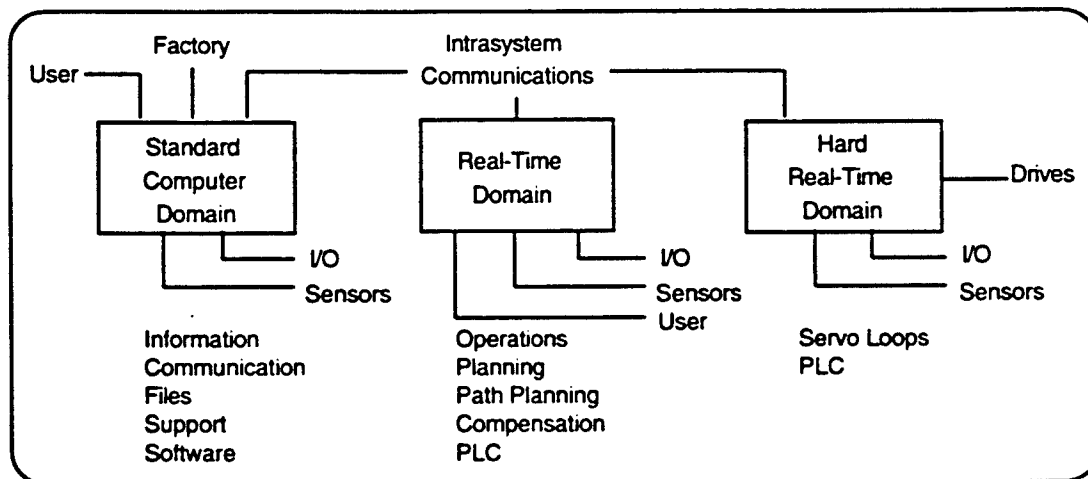 Factory
User
Intrasystem
Communications
Standard
Computer
Domain
Real-Time
Domain
Hard
Real-Time
Domain
Drives
I/O
Sensors
I/O
Sensors
User
I/O
Sensors
Information
Communication
Files
Support
Software
Operations
Planning
Path Planning
Compensation
PLC
Servo Loops
PLC